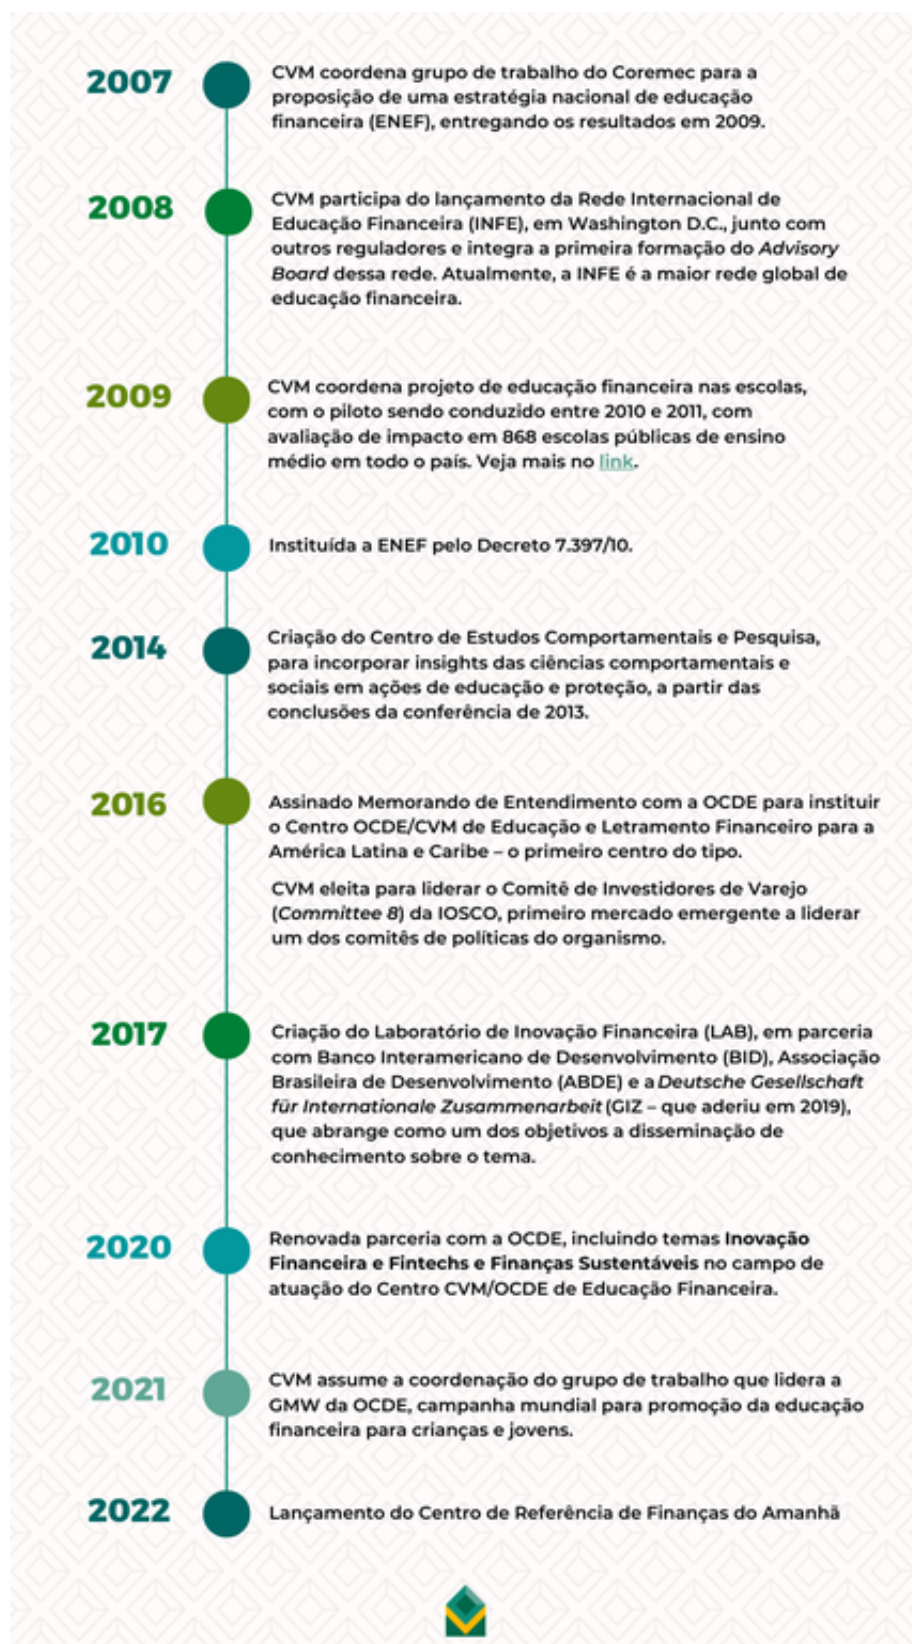 2007
CVM coordena grupo de trabalho do Coremec para a
proposição de uma estratégia nacional de educação
financeira (ENEF), entregando os resultados em 2009.
2008
CVM participa do lançamento da Rede Internacional de
Educação Financeira (INFE), em Washington D.C., junto com
outros reguladores e integra a primeira formação do Advisory
Board dessa rede. Atualmente, a INFE é a maior rede global de
educação financeira.
2009
CVM coordena projeto de educação financeira nas escolas,
com o piloto sendo conduzido entre 2010 e 2011, com
avaliação de impacto em 868 escolas públicas de ensino
médio em todo o país. Veja mais no link.
2010
Instituída a ENEF pelo Decreto 7.397/10.
2014
Criação do Centro de Estudos Comportamentais e Pesquisa,
para incorporar insights das ciências comportamentais e
sociais em ações de educação e proteção, a partir das
conclusões da conferência de 2013.
2016
Assinado Memorando de Entendimento com a OCDE para instituir
o Centro OCDE/CVM de Educação e Letramento Financeiro para a
América Latina e Caribe – o primeiro centro do tipo.
CVM eleita para liderar o Comitê de Investidores de Varejo
(Committee 8) da IOSCO, primeiro mercado emergente a liderar
um dos comitês de políticas do organismo.
2017
Criação do Laboratório de Inovação Financeira (LAB), em parceria
com Banco Interamericano de Desenvolvimento (BID), Associação
Brasileira de Desenvolvimento (ABDE) e a Deutsche Gesellschaft
für Internationale Zusammenarbeit (GIZ – que aderiu em 2019),
que abrange como um dos objetivos a disseminação de
conhecimento sobre o tema.
2020
Renovada parceria com a OCDE, incluindo temas Inovação
Financeira e Fintechs e Finanças Sustentáveis no campo de
atuação do Centro CVM/OCDE de Educação Financeira.
2021
CVM assume a coordenação do grupo de trabalho que lidera a
GMW da OCDE, campanha mundial para promoção da educação
financeira para crianças e jovens.
2022
Lançamento do Centro de Referência de Finanças do Amanhã